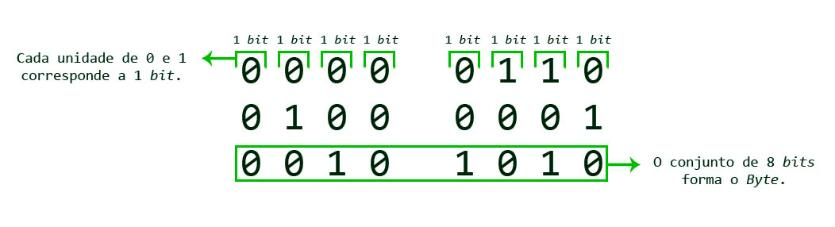 1 bit 1 bit 1 bit 1 bit 1 bit 1 bit 1 bit 1 bit
Cada unidade de 0 e 1
corresponde a 1 bit.
0 0 0 0 0 1 1 0
0 1 0 0 0 0 0 1
0 0 1 0 1 0 1 0
O conjunto de 8 bits
forma o Byte.